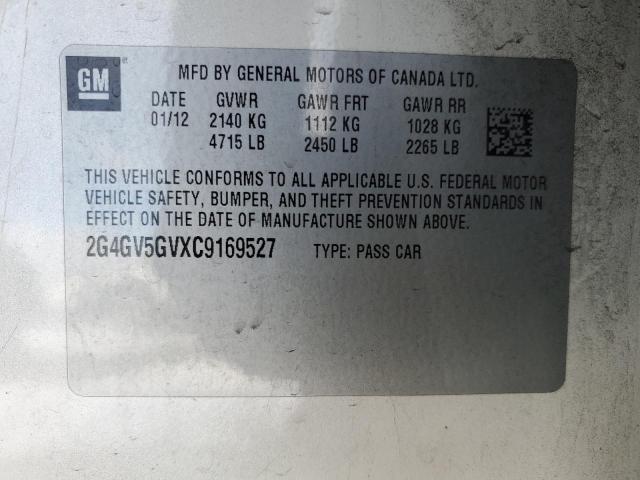 GM
MFD BY GENERAL MOTORS OF CANADA LTD.
DATE GVWR GAWR FRT GAWR RR
01/12 2140 KG 1112 KG 1028 KG
4715 LB 2450 LB 2265 LB
THIS VEHICLE CONFORMS TO ALL APPLICABLE U.S. FEDERAL MOTOR
VEHICLE SAFETY, BUMPER, AND THEFT PREVENTION STANDARDS IN
EFFECT ON THE DATE OF MANUFACTURE SHOWN ABOVE.
2G4GV5GVXC9169527 TYPE: PASS CAR